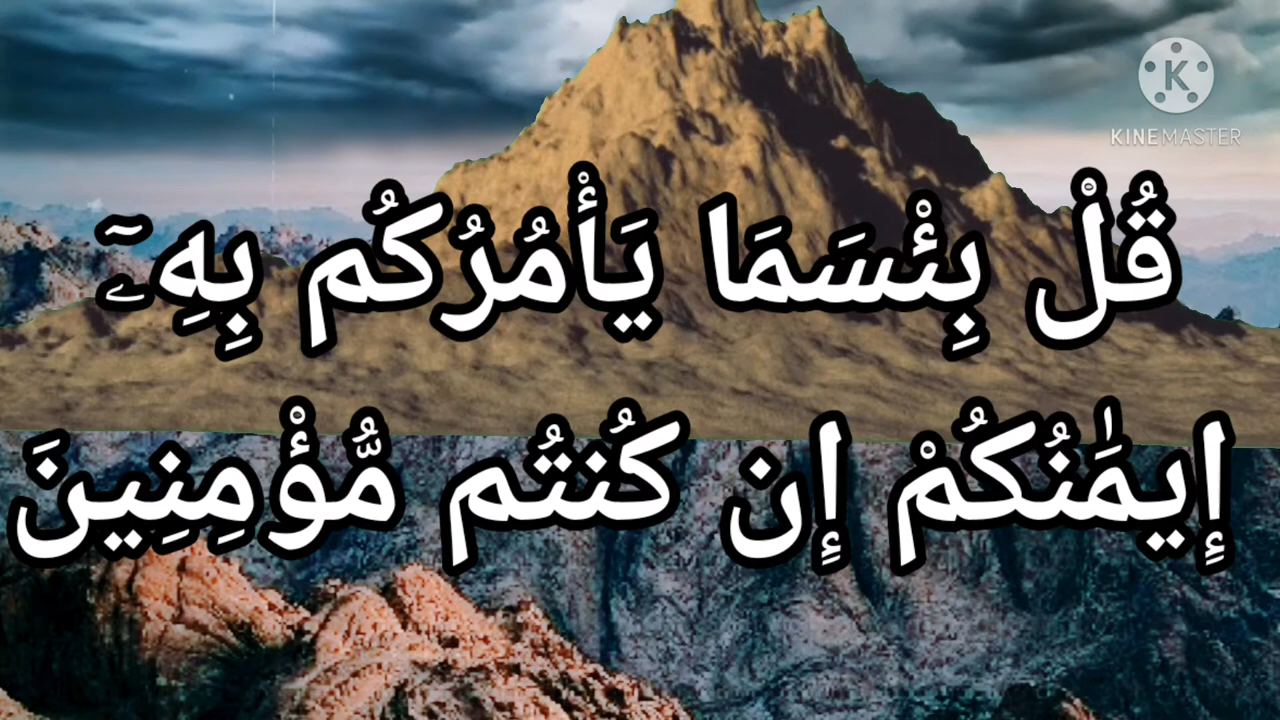 KINEMASTER
قُلْ بِئْسَمَا يَأْمُرُكُم بِهِۦٓ
إِيمَٰنُكُمْ إِن كُنتُم مُّؤْمِنِينَ